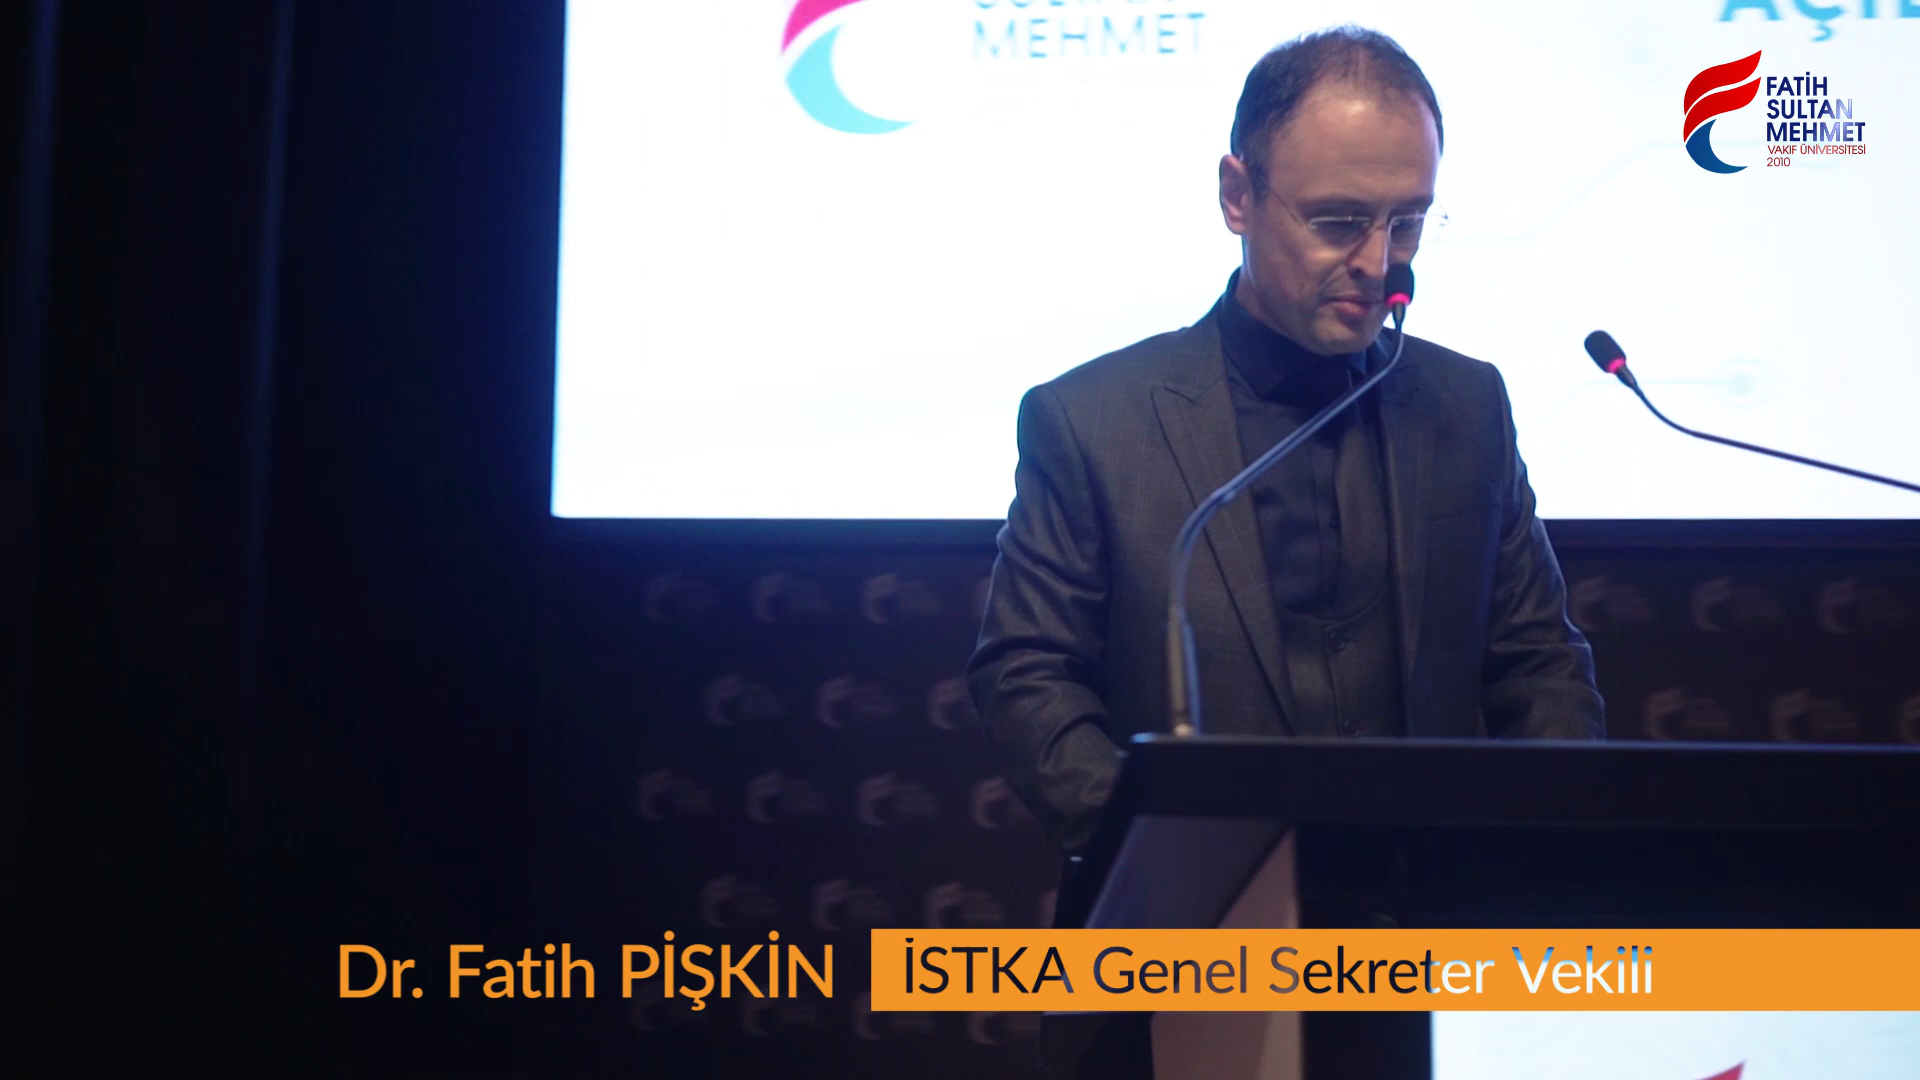 MEHMET
FATİH
SULTAN
MEHMET
VAKIF ÜNİVERSİTESİ
2010
Dr. Fatih PİŞKİN
İSTKA Genel Sekreter Vekili